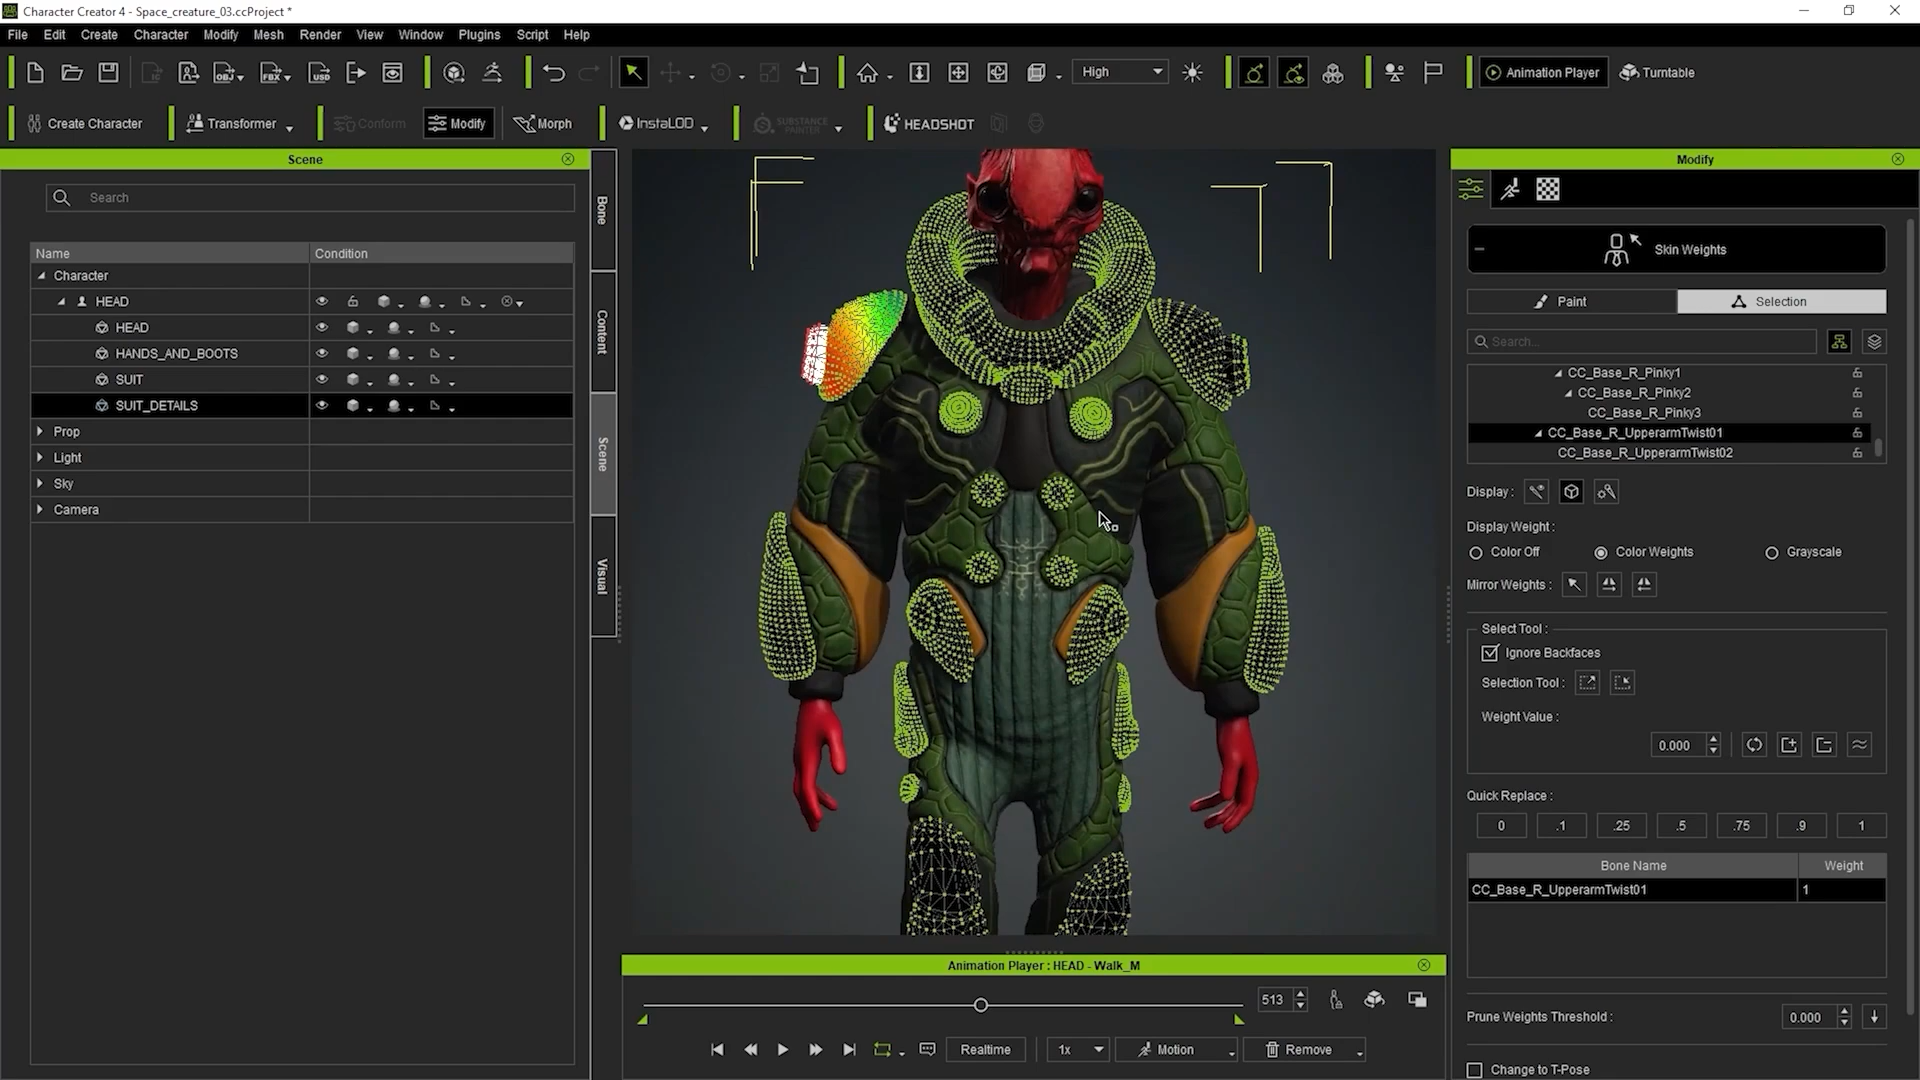 Character Creator 4 - Space_creature_03.ccProject *
File Edit Create Character Modify Mesh Render View Window Plugins Script Help
OBJ FBX USD High Animation Player Turntable
Create Character Transformer Conform Modify Morph InstaLOD SUBSTANCE PAINTER HEADSHOT
Scene
Search
Name Condition
Character
HEAD
HEAD
HANDS_AND_BOOTS
SUIT
SUIT_DETAILS
Prop
Light
Sky
Camera
Bone
Content
Scene
Visual
Animation Player : HEAD - Walk_M
513
Realtime 1x Motion Remove
Modify
Skin Weights
Paint Selection
Search...
CC_Base_R_Pinky1
CC_Base_R_Pinky2
CC_Base_R_Pinky3
CC_Base_R_UpperarmTwist01
CC_Base_R_UpperarmTwist02
Display :
Display Weight :
Color Off Color Weights Grayscale
Mirror Weights :
Select Tool :
Ignore Backfaces
Selection Tool :
Weight Value :
0.000
Quick Replace :
0 .1 .25 .5 .75 .9 1
Bone Name Weight
CC_Base_R_UpperarmTwist01 1
Prune Weights Threshold : 0.000
Change to T-Pose